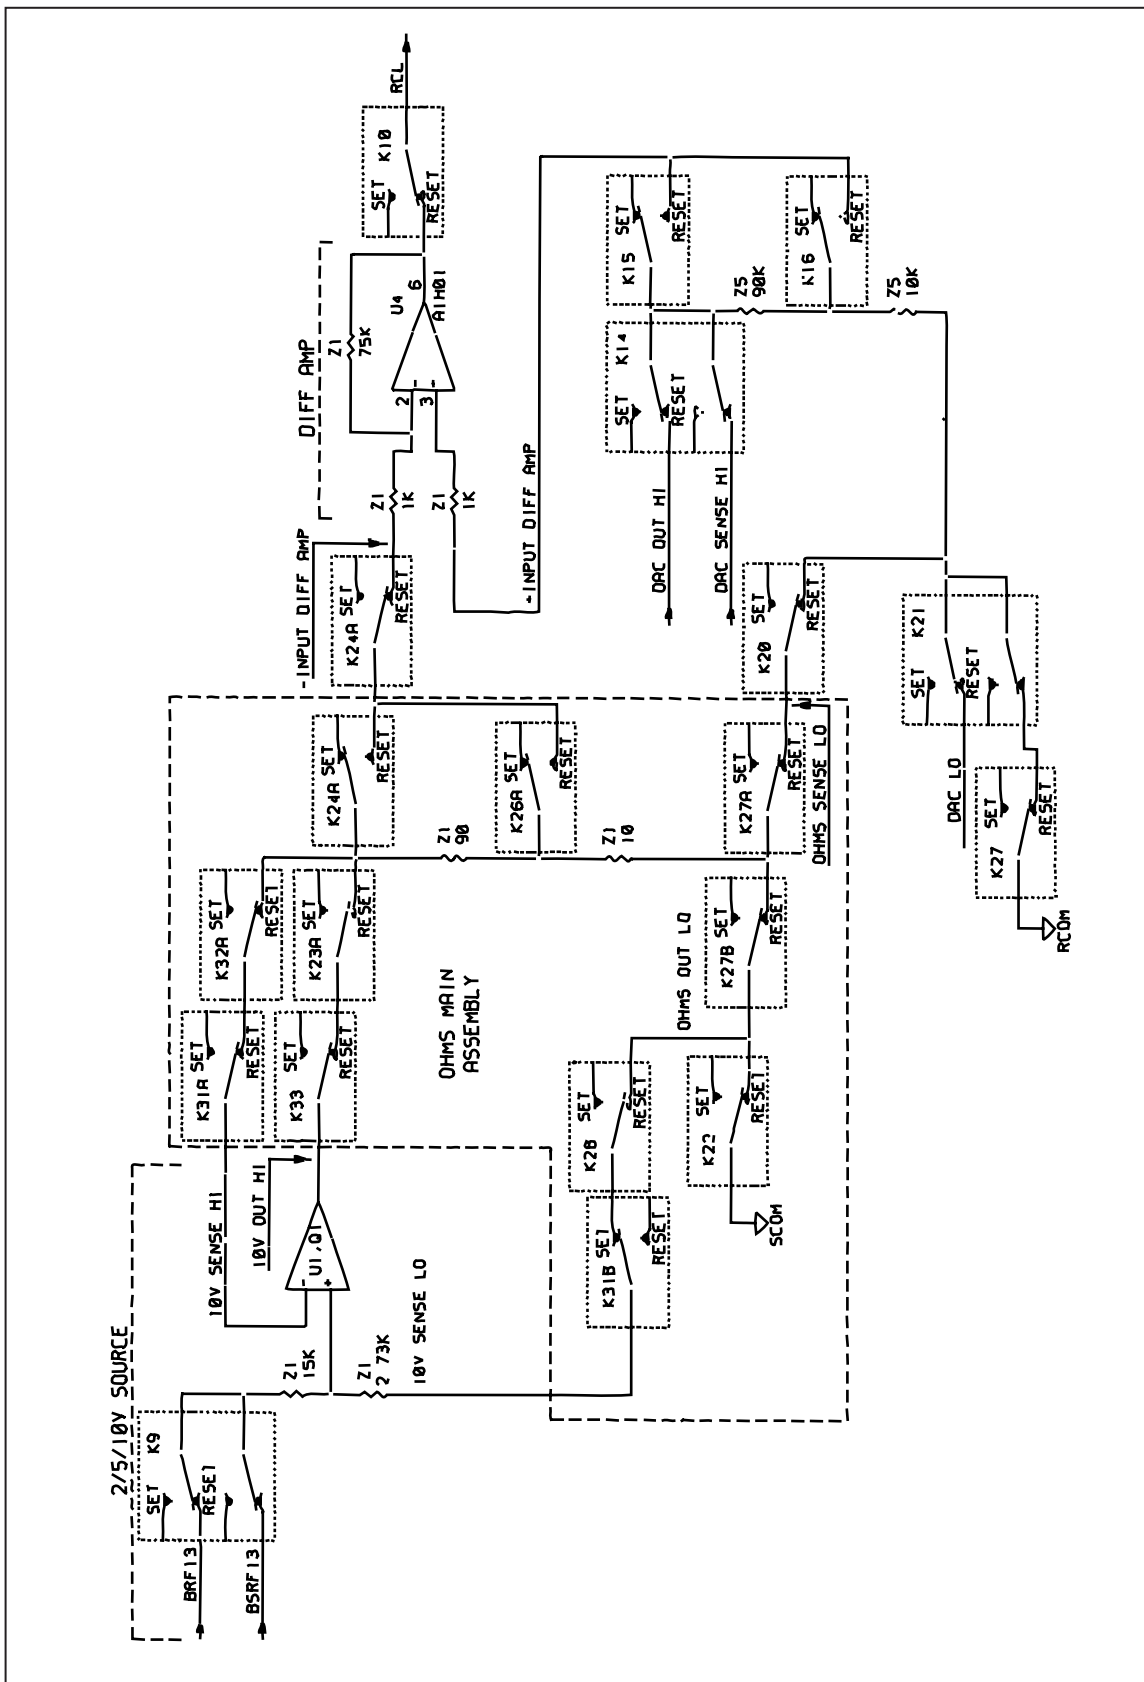 2/5/10V SOURCE
BRF13
BSRF13
SET
K9
RESET
Z1
15K
Z1
2 73K
10V SENSE LO
10V SENSE HI
10V OUT HI
U1,Q1
-
+
K31A
SET
RESET
K33
SET
RESET
K32A
SET
RESET
K23A
SET
RESET
OHMS MAIN
ASSEMBLY
K31B
SET
RESET
K28
SET
RESET
K22
SET
RESET
SCOM
OHMS OUT LO
K27B
SET
RESET
K24A
SET
RESET
Z1
90
K26A
SET
RESET
Z1
10
K27A
SET
RESET
OHMS SENSE LO
-INPUT DIFF AMP
K24A
SET
RESET
DIFF AMP
Z1
1K
Z1
1K
Z1
75K
2
3
U4
6
A1H01
SET
K10
RESET
RCL
+INPUT DIFF AMP
DAC OUT HI
DAC SENSE HI
SET
K14
RESET
K15
SET
RESET
Z5
90K
K16
SET
RESET
Z5
10K
K20
SET
RESET
SET
K21
RESET
DAC LO
K27
SET
RESET
RCOM